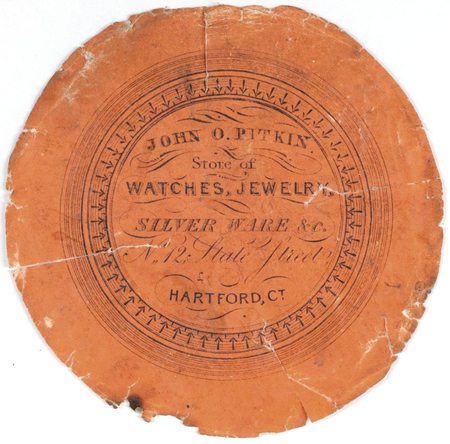 JOHN O. PITKIN.
Store of
WATCHES, JEWELRY,
SILVER WARE &c.
No. 12 State Street
HARTFORD, CT.